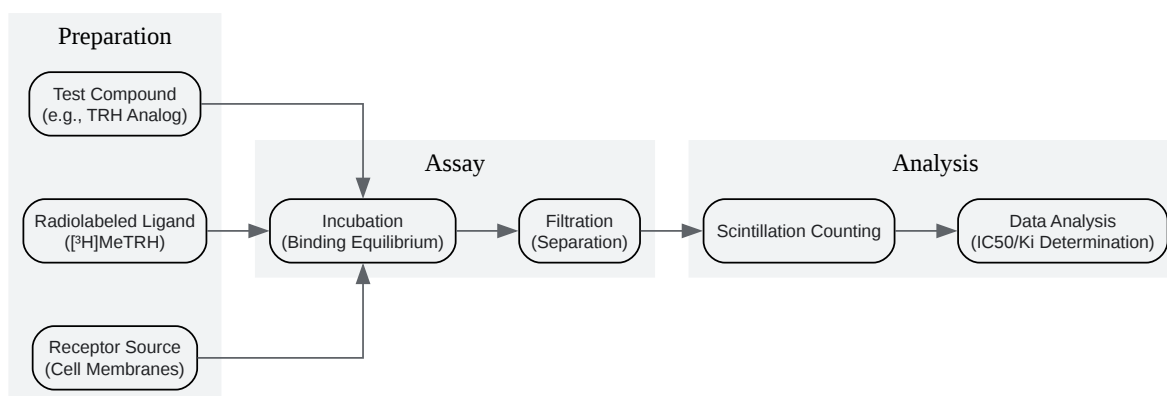 Preparation
Test Compound
(e.g., TRH Analog)
Radiolabeled Ligand
([³H]MeTRH)
Receptor Source
(Cell Membranes)
Assay
Incubation
(Binding Equilibrium)
Filtration
(Separation)
Analysis
Scintillation Counting
Data Analysis
(IC50/Ki Determination)